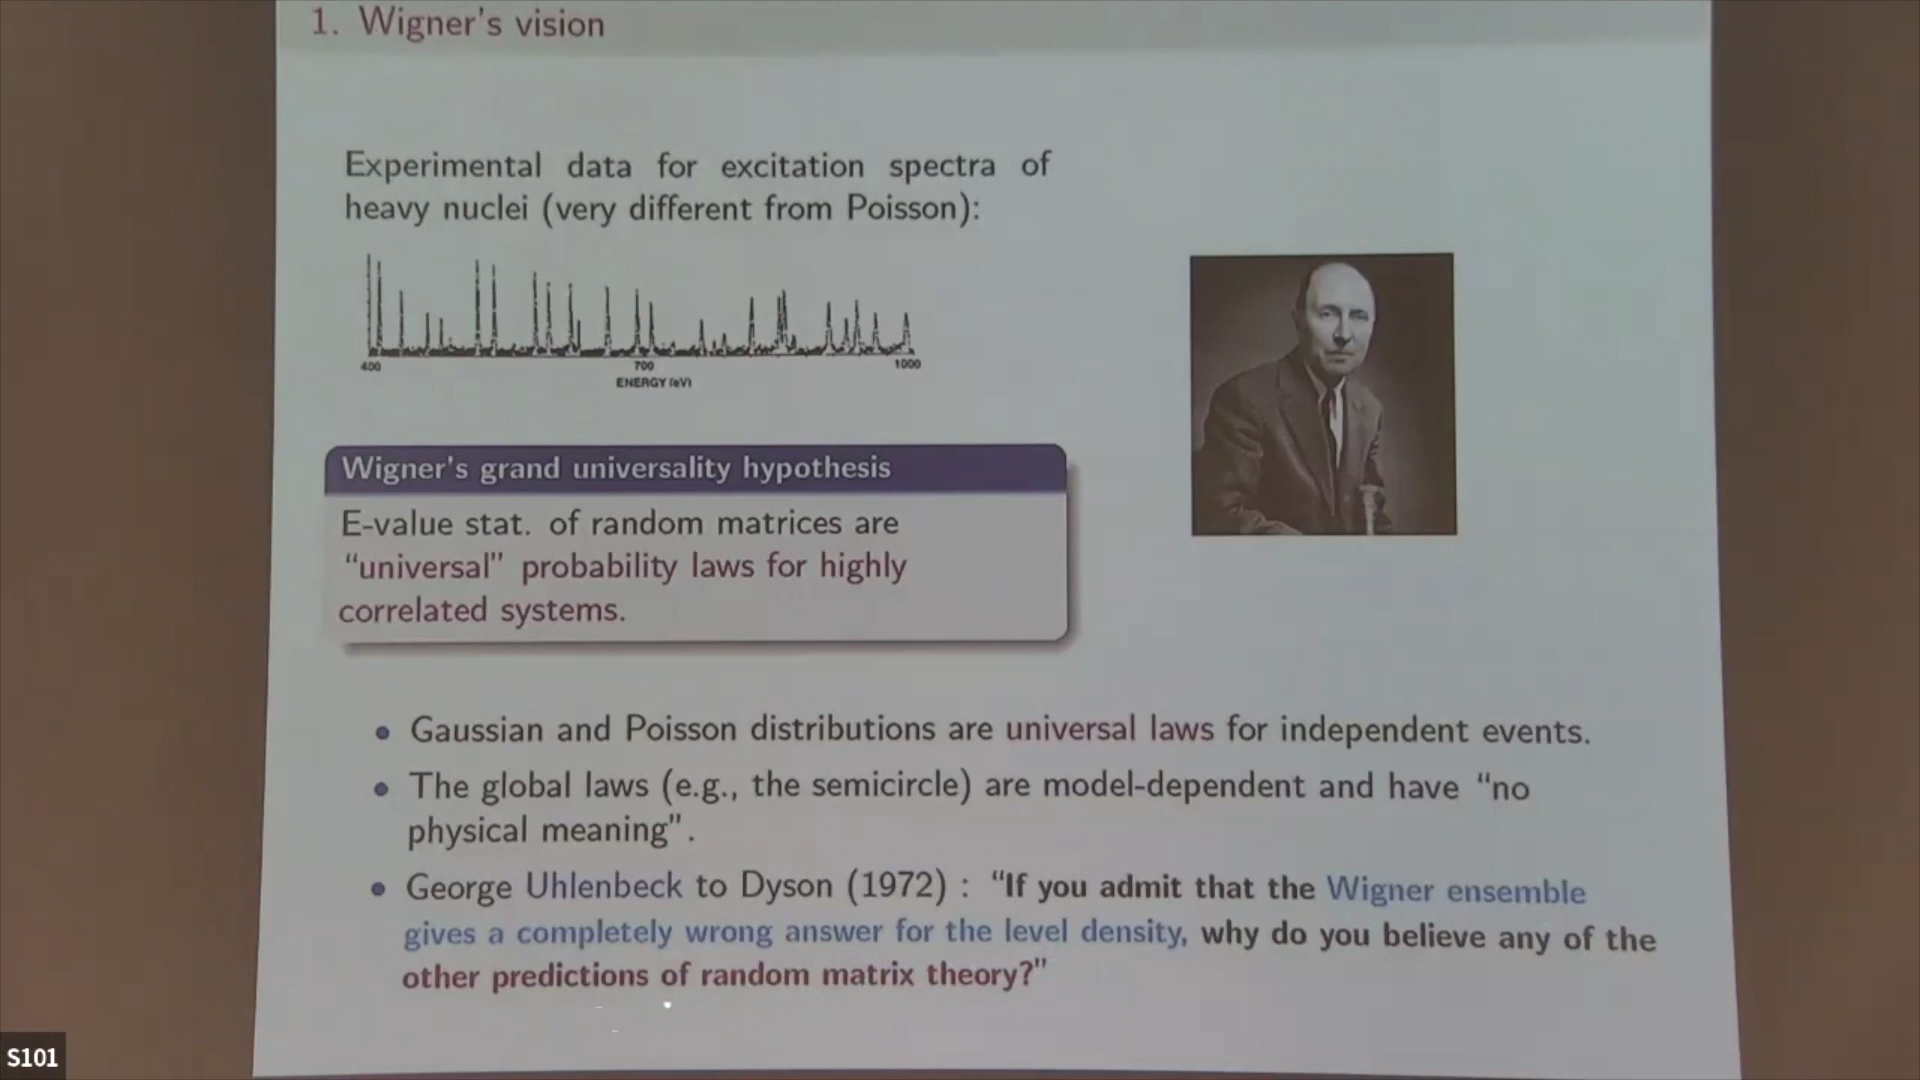 1. Wigner's vision
Experimental data for excitation spectra of
heavy nuclei (very different from Poisson):
400 700 1000
ENERGY (eV)
Wigner's grand universality hypothesis
E-value stat. of random matrices are
“universal” probability laws for highly
correlated systems.
• Gaussian and Poisson distributions are universal laws for independent events.
• The global laws (e.g., the semicircle) are model-dependent and have “no
physical meaning”.
• George Uhlenbeck to Dyson (1972) : “If you admit that the Wigner ensemble
gives a completely wrong answer for the level density, why do you believe any of the
other predictions of random matrix theory?”
S101